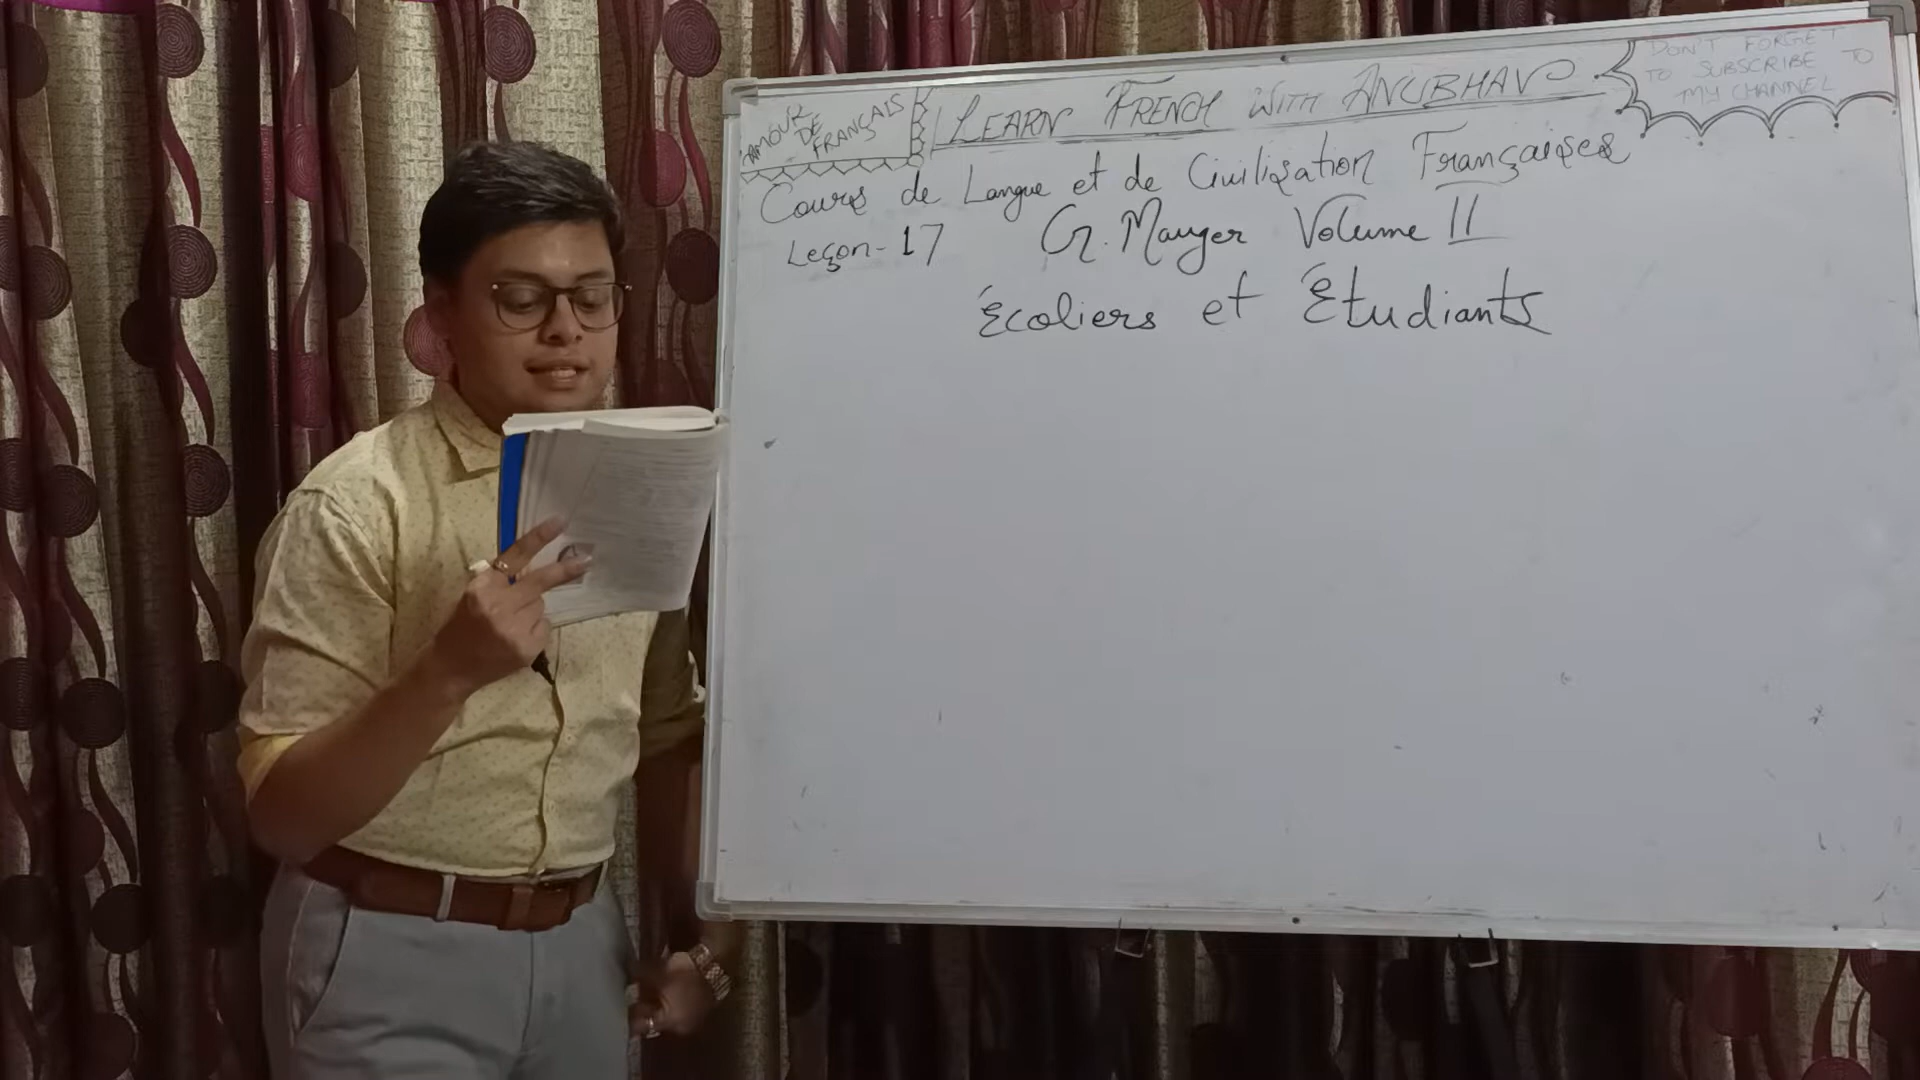 AMOUR
DE
FRANÇAIS
LEARN FRENCH WITH ANUBHAV
DON'T FORGET
TO SUBSCRIBE TO
MY CHANNEL
Cours de Langue et de Civilisation Françaises
Leçon-17 G. Mauger Volume II
Écoliers et Étudiants